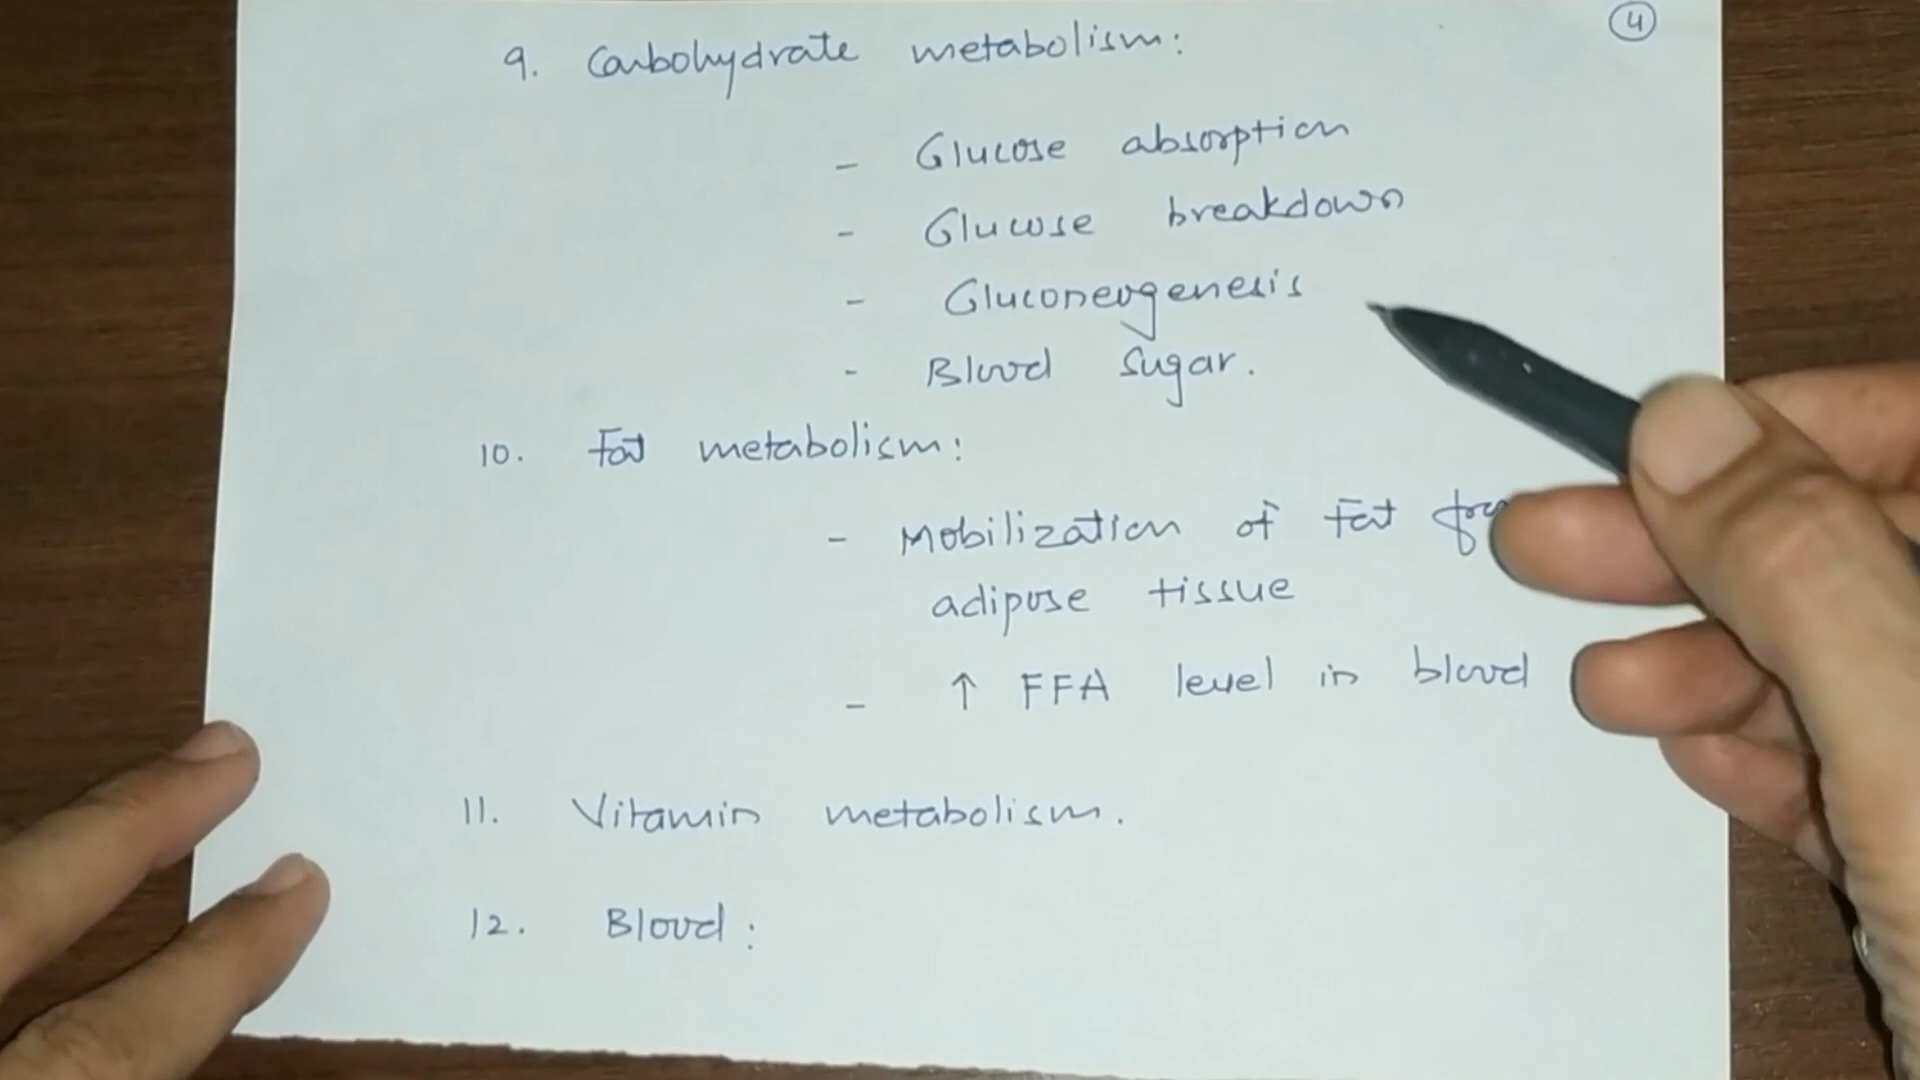 4
9. Carbohydrate metabolism:
- Glucose absorption
- Glucose breakdown
- Gluconeogenesis
- Blood sugar.
10. Fat metabolism:
- Mobilization of Fat
adipose tissue
- ↑ FFA level in blood
11. Vitamin metabolism.
12. Blood: